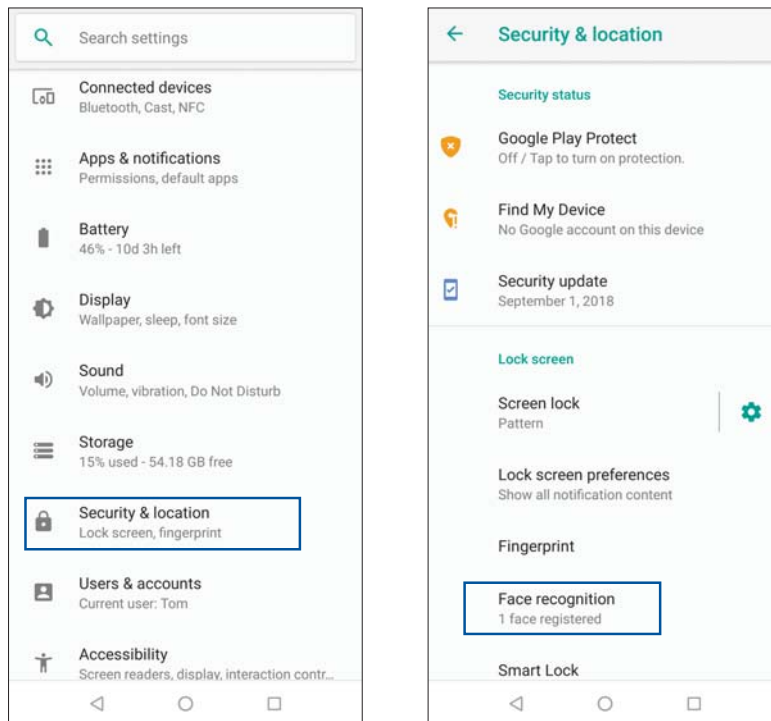 Search settings
Connected devices
Bluetooth, Cast, NFC
Apps & notifications
Permissions, default apps
Battery
46% - 10d 3h left
Display
Wallpaper, sleep, font size
Sound
Volume, vibration, Do Not Disturb
Storage
15% used - 54.18 GB free
Security & location
Lock screen, fingerprint
Users & accounts
Current user: Tom
Accessibility
Screen readers, display, interaction contr...
Security & location
Security status
Google Play Protect
Off / Tap to turn on protection.
Find My Device
No Google account on this device
Security update
September 1, 2018
Lock screen
Screen lock
Pattern
Lock screen preferences
Show all notification content
Fingerprint
Face recognition
1 face registered
Smart Lock